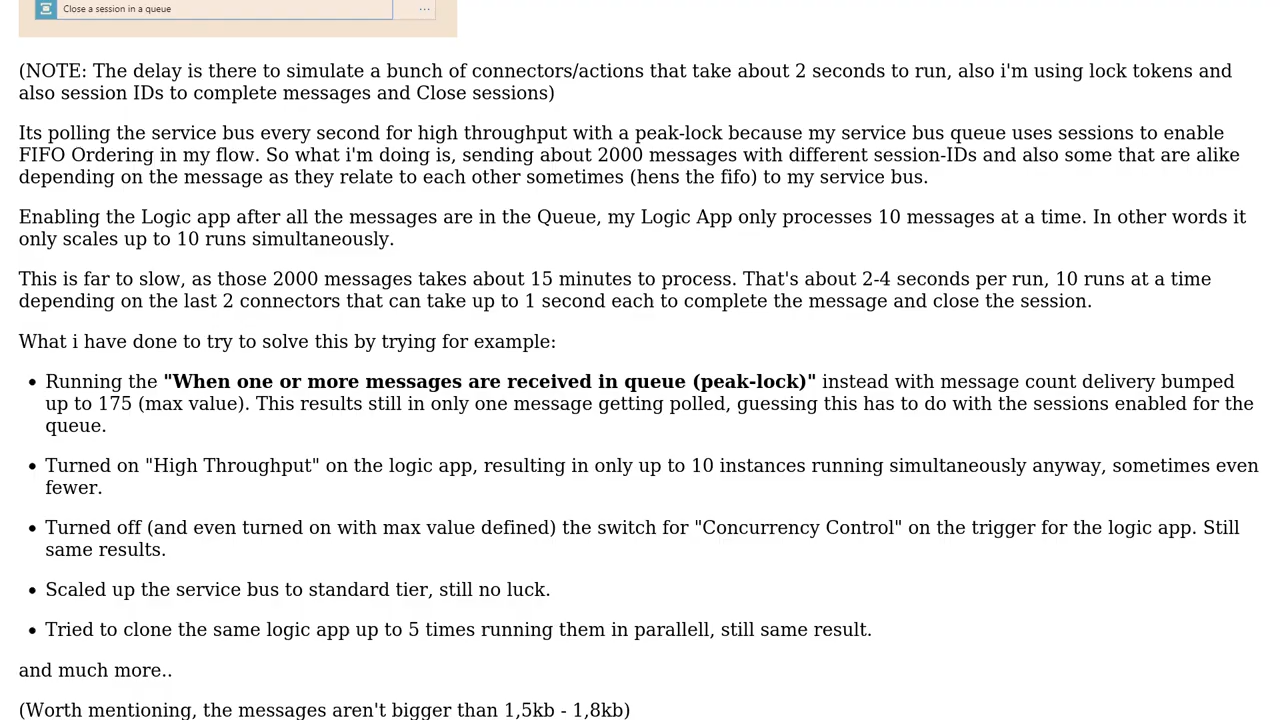 Close a session in a queue
...
(NOTE: The delay is there to simulate a bunch of connectors/actions that take about 2 seconds to run, also i'm using lock tokens and
also session IDs to complete messages and Close sessions)
Its polling the service bus every second for high throughput with a peak-lock because my service bus queue uses sessions to enable
FIFO Ordering in my flow. So what i'm doing is, sending about 2000 messages with different session-IDs and also some that are alike
depending on the message as they relate to each other sometimes (hens the fifo) to my service bus.
Enabling the Logic app after all the messages are in the Queue, my Logic App only processes 10 messages at a time. In other words it
only scales up to 10 runs simultaneously.
This is far to slow, as those 2000 messages takes about 15 minutes to process. That's about 2-4 seconds per run, 10 runs at a time
depending on the last 2 connectors that can take up to 1 second each to complete the message and close the session.
What i have done to try to solve this by trying for example:
• Running the "When one or more messages are received in queue (peak-lock)" instead with message count delivery bumped
up to 175 (max value). This results still in only one message getting polled, guessing this has to do with the sessions enabled for the
queue.
• Turned on "High Throughput" on the logic app, resulting in only up to 10 instances running simultaneously anyway, sometimes even
fewer.
• Turned off (and even turned on with max value defined) the switch for "Concurrency Control" on the trigger for the logic app. Still
same results.
• Scaled up the service bus to standard tier, still no luck.
• Tried to clone the same logic app up to 5 times running them in parallell, still same result.
and much more..
(Worth mentioning, the messages aren't bigger than 1,5kb - 1,8kb)